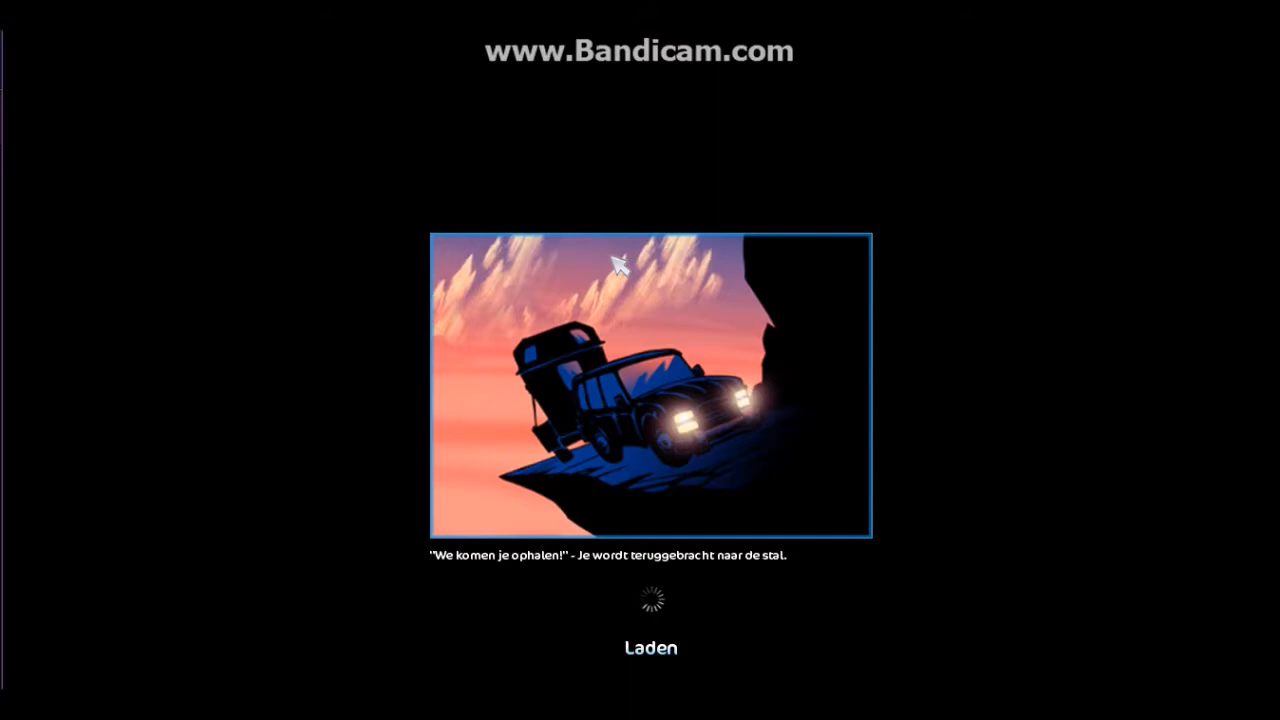 www.Bandicam.com
"We komen je ophalen!" - Je wordt teruggebracht naar de stal.
Laden